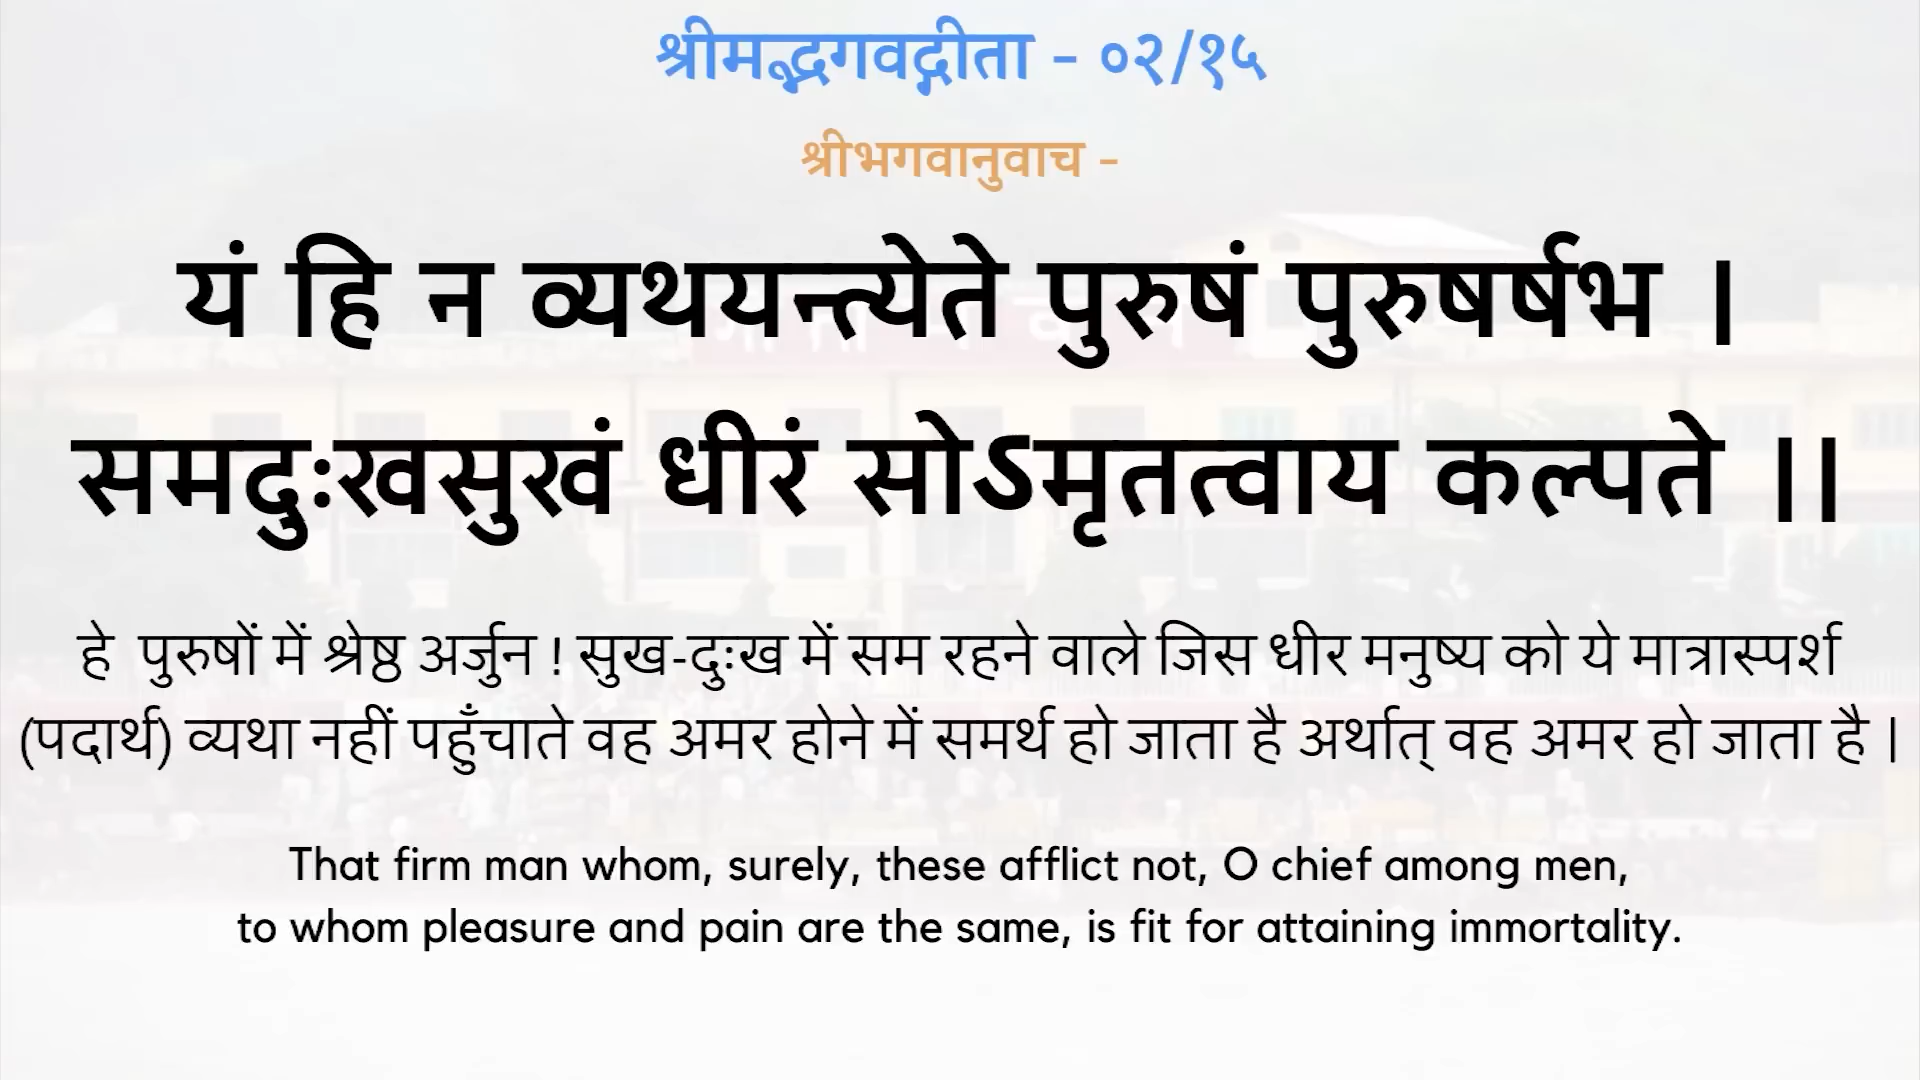 श्रीमद्भगवद्गीता - ०२/१५
श्रीभगवानुवाच -
यं हि न व्यथयन्त्येते पुरुषं पुरुषर्षभ ।
समदुःखसुखं धीरं सोऽमृतत्वाय कल्पते ।।
हे पुरुषों में श्रेष्ठ अर्जुन ! सुख-दुःख में सम रहने वाले जिस धीर मनुष्य को ये मात्रास्पर्श
(पदार्थ) व्यथा नहीं पहुँचाते वह अमर होने में समर्थ हो जाता है अर्थात् वह अमर हो जाता है ।
That firm man whom, surely, these afflict not, O chief among men,
to whom pleasure and pain are the same, is fit for attaining immortality.